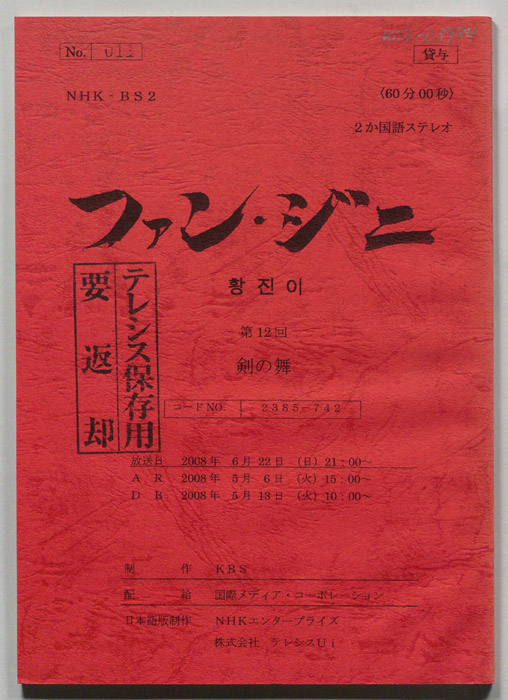 No. 011
貸与
NHK-BS2
〈60分00秒〉
2か国語ステレオ
ファン・ジニ
황진이
第12回
剣の舞
テレシス保存用
要返却
コードNO. -2385-742
放送日 2008年 6月22日 (日) 21:00~
AR 2008年 5月 6日 (火) 15:00~
DB 2008年 5月13日 (火) 10:00~
制作 KBS
配給 国際メディア・コーポレーション
日本語版制作 NHKエンタープライズ
株式会社 テレシスUi